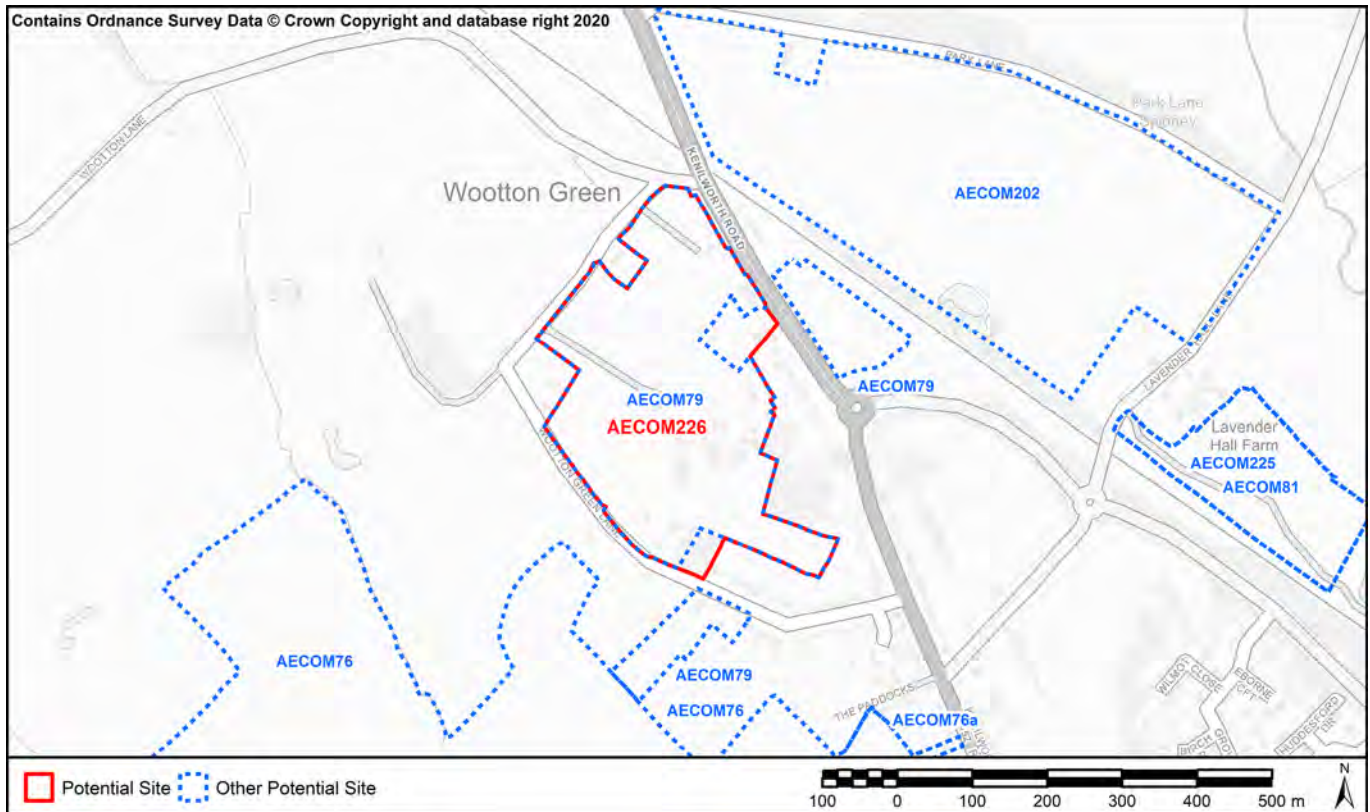 Contains Ordnance Survey Data © Crown Copyright and database right 2020
PARK LANE
Park Lane
Spinney
WOOTTON LANE
KENILWORTH ROAD
Wootton Green
AECOM202
AECOM79
AECOM79
AECOM226
LAVENDER
Lavender
Hall Farm
AECOM225
AECOM81
WOOTTON GREEN LANE
AECOM76
AECOM79
AECOM76
THE PADDOCKS
AECOM76a
WILMOT
CLOSE
EBORNE
CFT
HUDDESFORD
DR
Potential Site
Other Potential Site
100 0 100 200 300 400 500 m
N